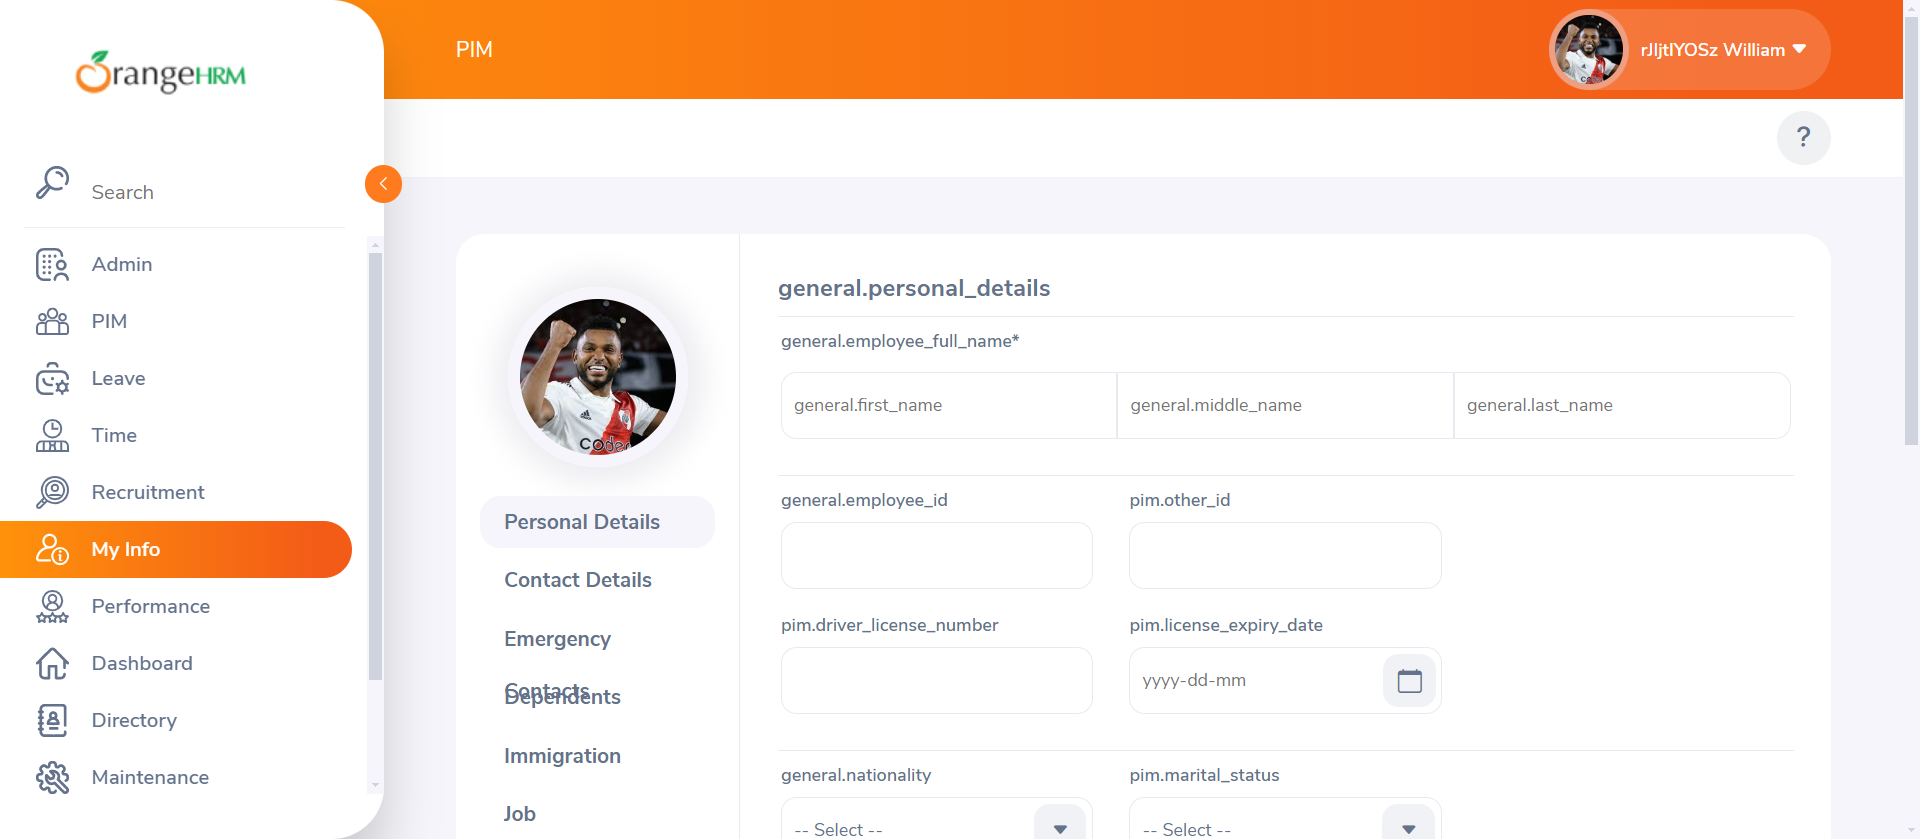 OrangeHRM
PIM
rJIjtIYOSz William
?
Search
Admin
PIM
Leave
Time
Recruitment
My Info
Performance
Dashboard
Directory
Maintenance
Personal Details
Contact Details
Emergency
Contacts
Dependents
Immigration
Job
general.personal_details
general.employee_full_name*
general.first_name
general.middle_name
general.last_name
general.employee_id
pim.other_id
pim.driver_license_number
pim.license_expiry_date
yyyy-dd-mm
general.nationality
pim.marital_status
-- Select --
-- Select --